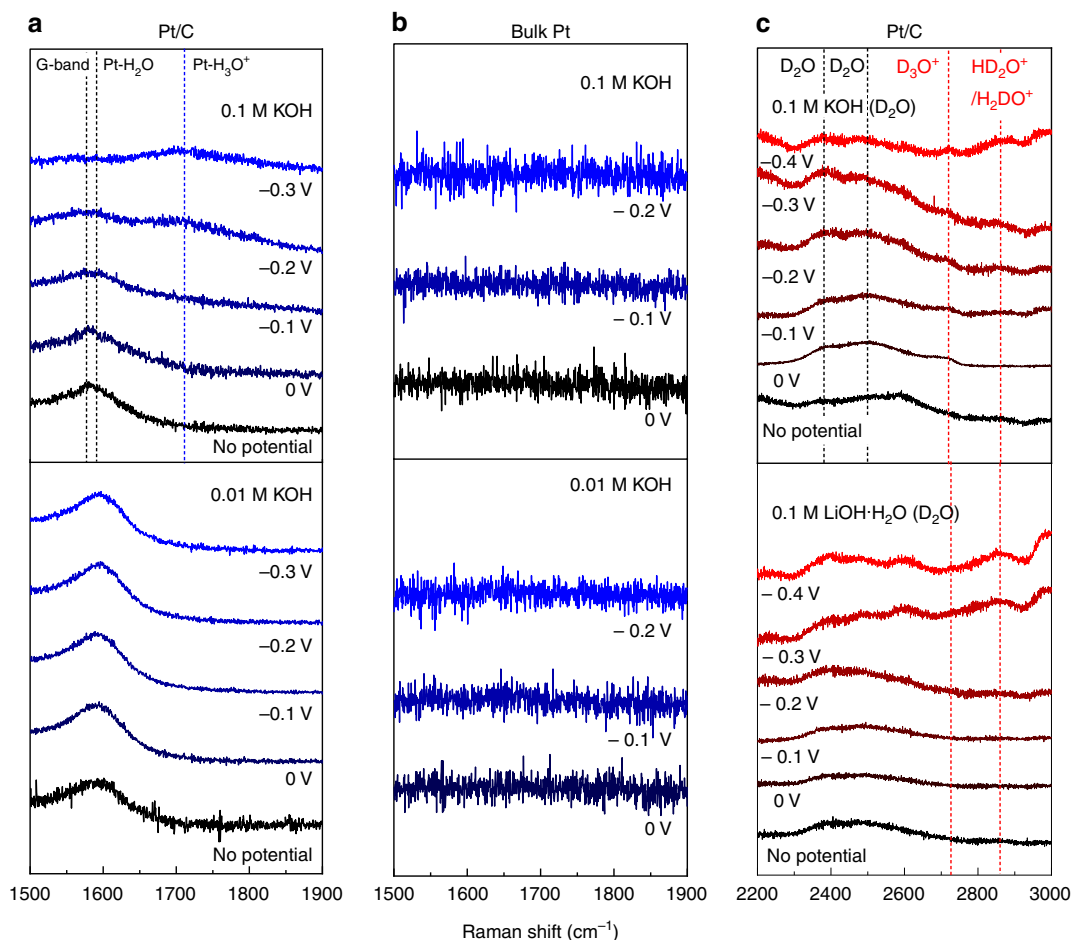 a
Pt/C
G-band
Pt-H₂O
Pt-H₃O⁺
0.1 M KOH
−0.3 V
−0.2 V
−0.1 V
0 V
No potential
0.01 M KOH
−0.3 V
−0.2 V
−0.1 V
0 V
No potential
1500 1600 1700 1800 1900
b
Bulk Pt
0.1 M KOH
− 0.2 V
− 0.1 V
0 V
0.01 M KOH
− 0.2 V
− 0.1 V
0 V
1500 1600 1700 1800 1900
Raman shift (cm⁻¹)
c
Pt/C
D₂O
D₂O
D₃O⁺
HD₂O⁺
/H₂DO⁺
0.1 M KOH (D₂O)
−0.4 V
−0.3 V
−0.2 V
−0.1 V
0 V
No potential
0.1 M LiOH·H₂O (D₂O)
− 0.4 V
− 0.3 V
− 0.2 V
− 0.1 V
0 V
No potential
2200 2400 2600 2800 3000